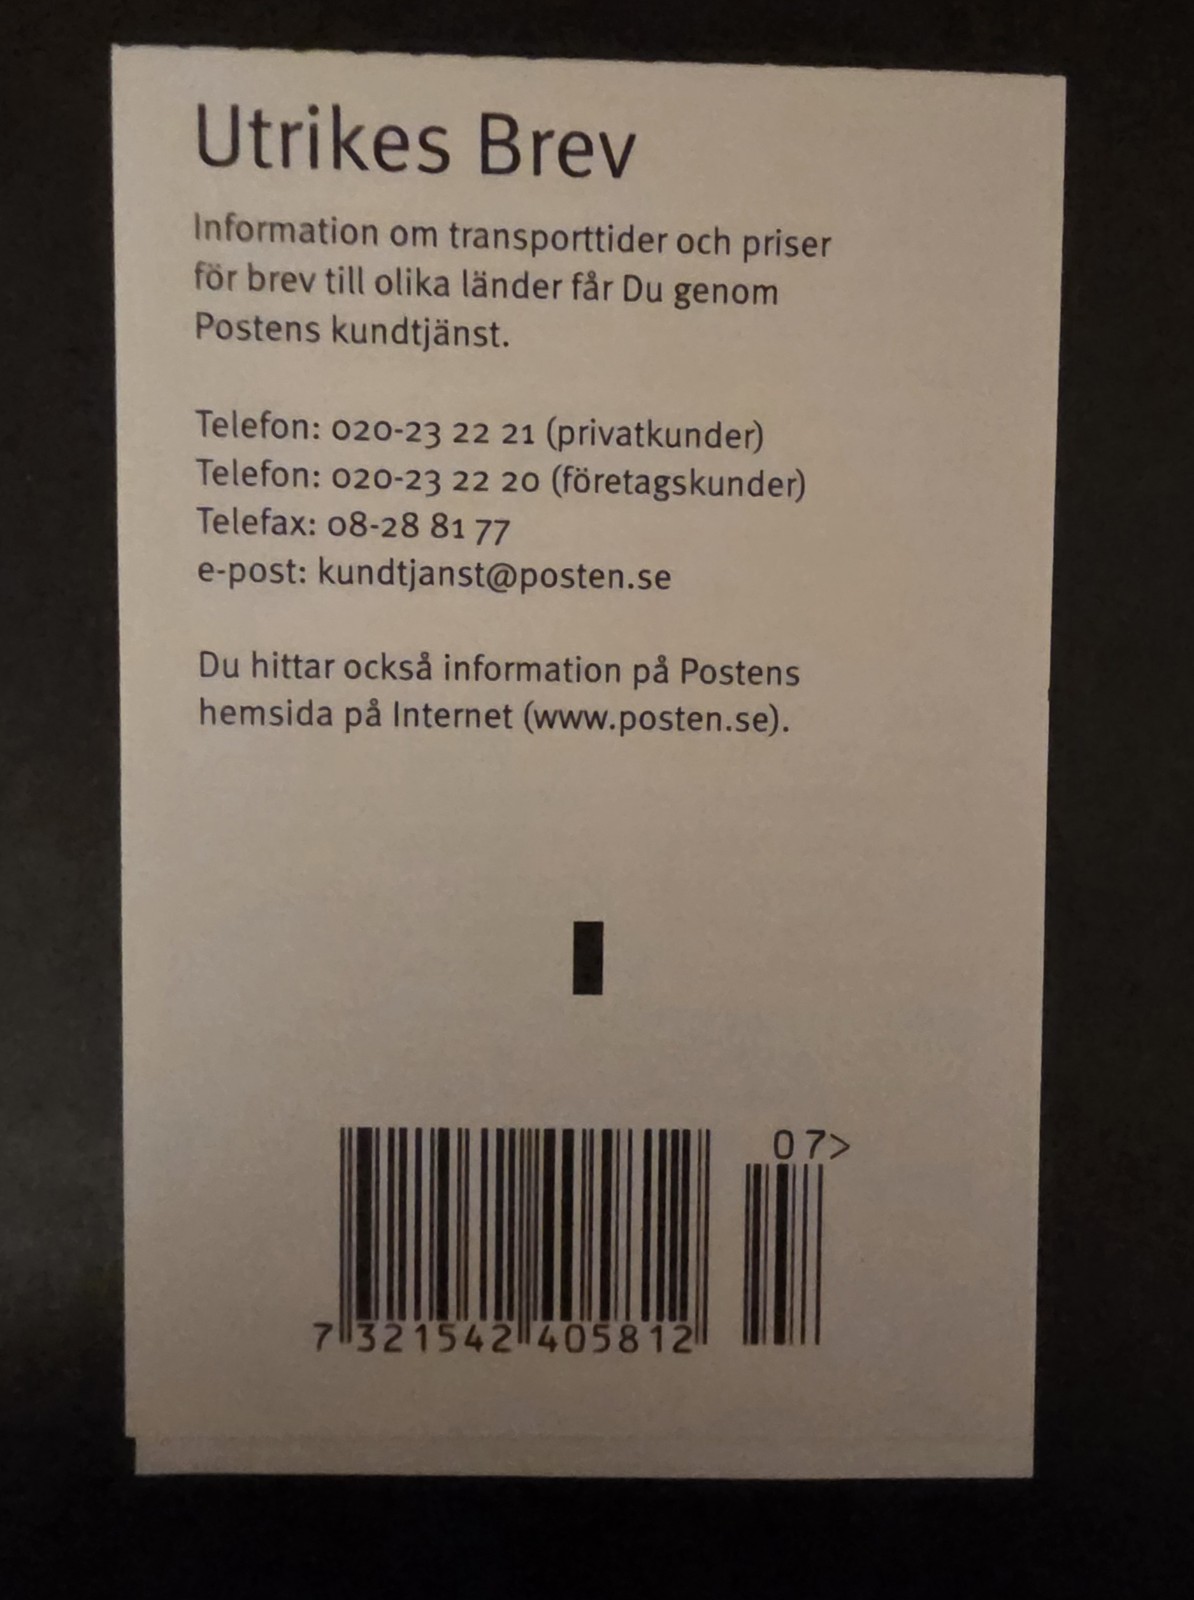 Utrikes Brev
Information om transporttider och priser
för brev till olika länder får Du genom
Postens kundtjänst.
Telefon: 020-23 22 21 (privatkunder)
Telefon: 020-23 22 20 (företagskunder)
Telefax: 08-28 81 77
e-post: kundtjanst@posten.se
Du hittar också information på Postens
hemsida på Internet (www.posten.se).
07>
7 321542 405812